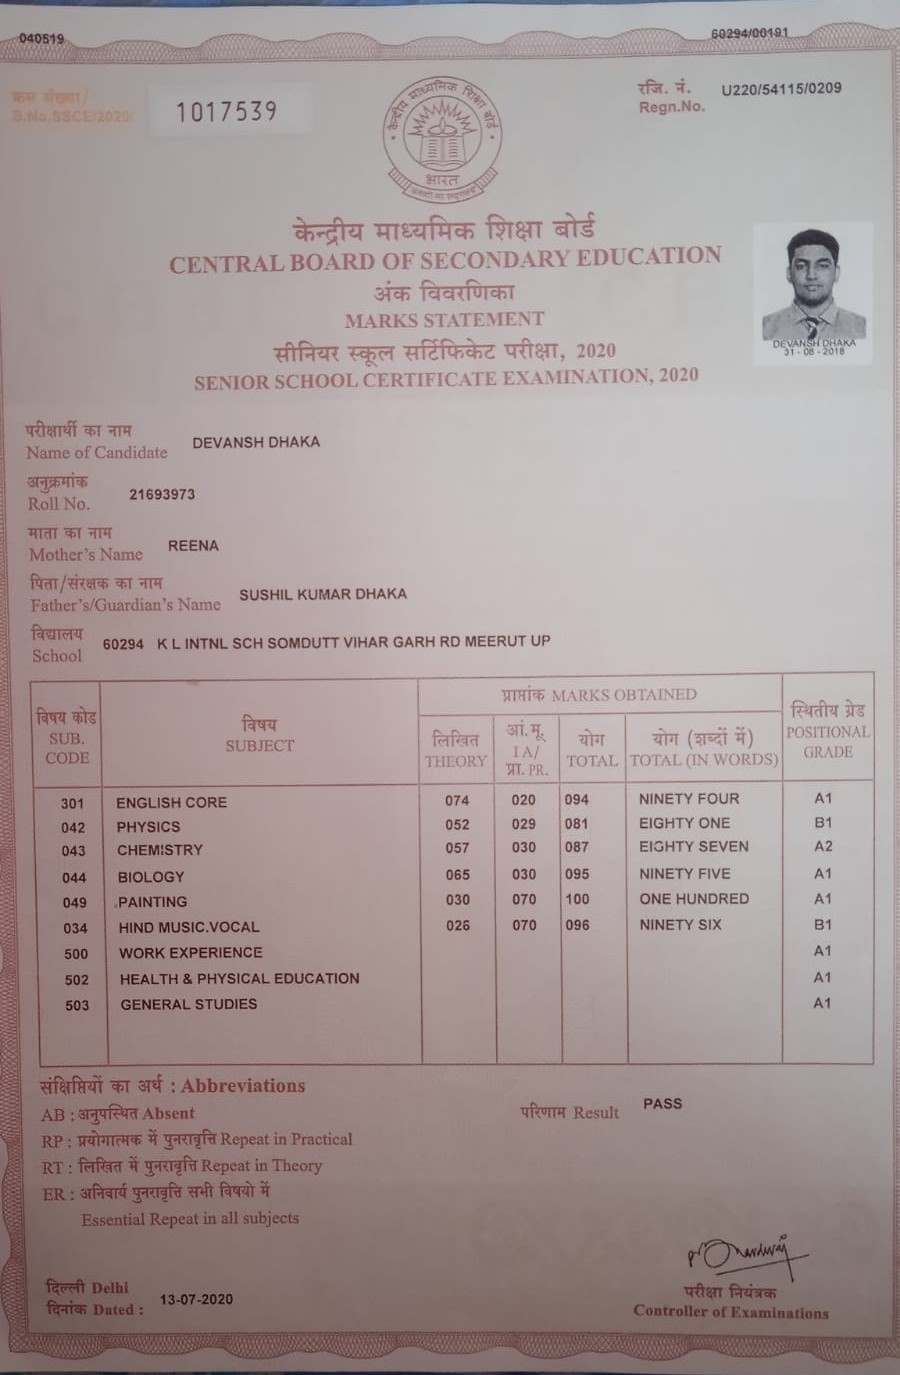 040519
60294/00191
क्रम संख्या/
S.No.SSCE/2020/
1017539
रजि. नं.
Regn.No.
U220/54115/0209
केन्द्रीय माध्यमिक शिक्षा बोर्ड
भारत
केन्द्रीय माध्यमिक शिक्षा बोर्ड
CENTRAL BOARD OF SECONDARY EDUCATION
अंक विवरणिका
MARKS STATEMENT
सीनियर स्कूल सर्टिफिकेट परीक्षा, 2020
SENIOR SCHOOL CERTIFICATE EXAMINATION, 2020
DEVANSH DHAKA
31 - 08 - 2018
परीक्षार्थी का नाम
Name of Candidate DEVANSH DHAKA
अनुक्रमांक
Roll No. 21693973
माता का नाम
Mother's Name REENA
पिता/संरक्षक का नाम
Father's/Guardian's Name SUSHIL KUMAR DHAKA
विद्यालय
School 60294 K L INTNL SCH SOMDUTT VIHAR GARH RD MEERUT UP
विषय कोड
SUB.
CODE
विषय
SUBJECT
प्राप्तांक MARKS OBTAINED
लिखित
THEORY
आं.मू.
I A/
प्रा. PR.
योग
TOTAL
योग (शब्दों में)
TOTAL (IN WORDS)
स्थितीय ग्रेड
POSITIONAL
GRADE
301 ENGLISH CORE 074 020 094 NINETY FOUR A1
042 PHYSICS 052 029 081 EIGHTY ONE B1
043 CHEMISTRY 057 030 087 EIGHTY SEVEN A2
044 BIOLOGY 065 030 095 NINETY FIVE A1
049 PAINTING 030 070 100 ONE HUNDRED A1
034 HIND MUSIC.VOCAL 026 070 096 NINETY SIX B1
500 WORK EXPERIENCE A1
502 HEALTH & PHYSICAL EDUCATION A1
503 GENERAL STUDIES A1
संक्षिप्तियों का अर्थ : Abbreviations
AB : अनुपस्थित Absent
परिणाम Result PASS
RP : प्रयोगात्मक में पुनरावृत्ति Repeat in Practical
RT : लिखित में पुनरावृत्ति Repeat in Theory
ER : अनिवार्य पुनरावृत्ति सभी विषयो में
Essential Repeat in all subjects
दिल्ली Delhi
दिनांक Dated : 13-07-2020
परीक्षा नियंत्रक
Controller of Examinations